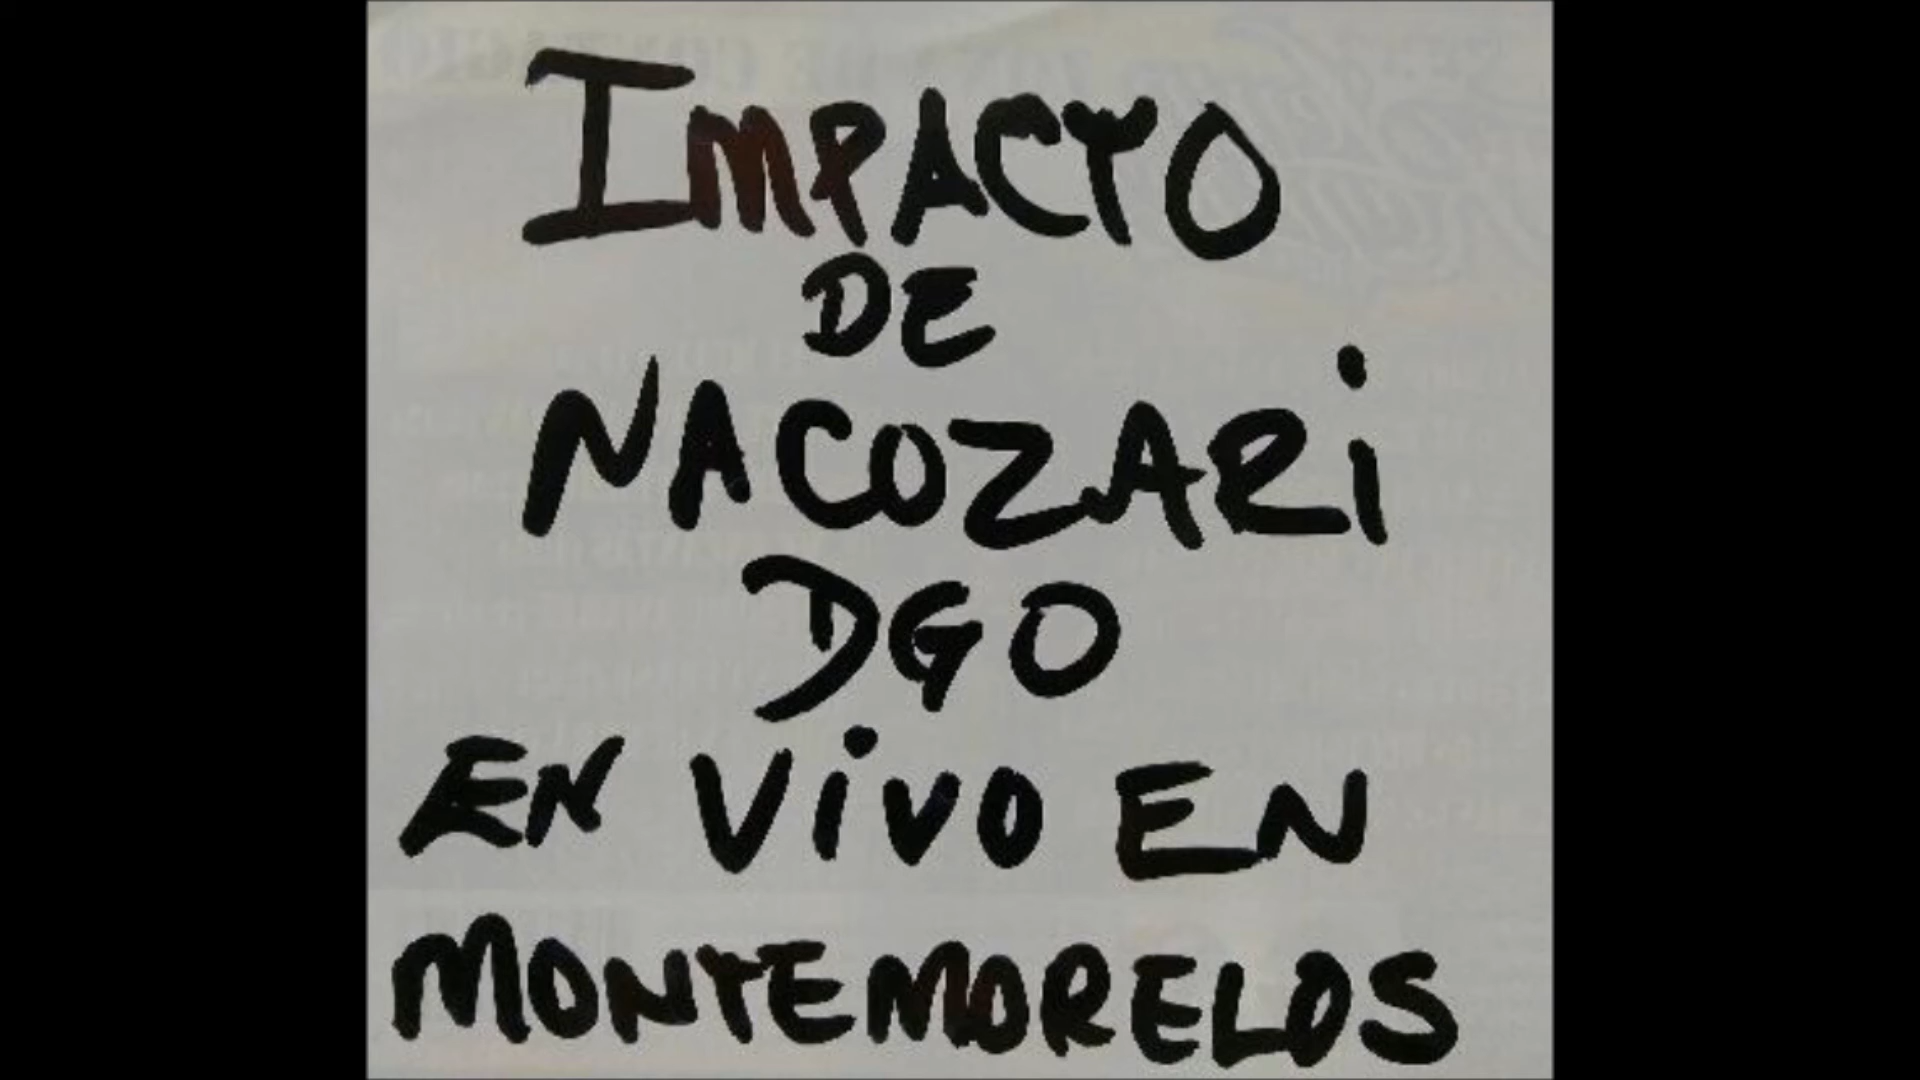 IMPACTO
DE
NACOZARi
DGO
EN ViVO EN
MONTEMORELOS